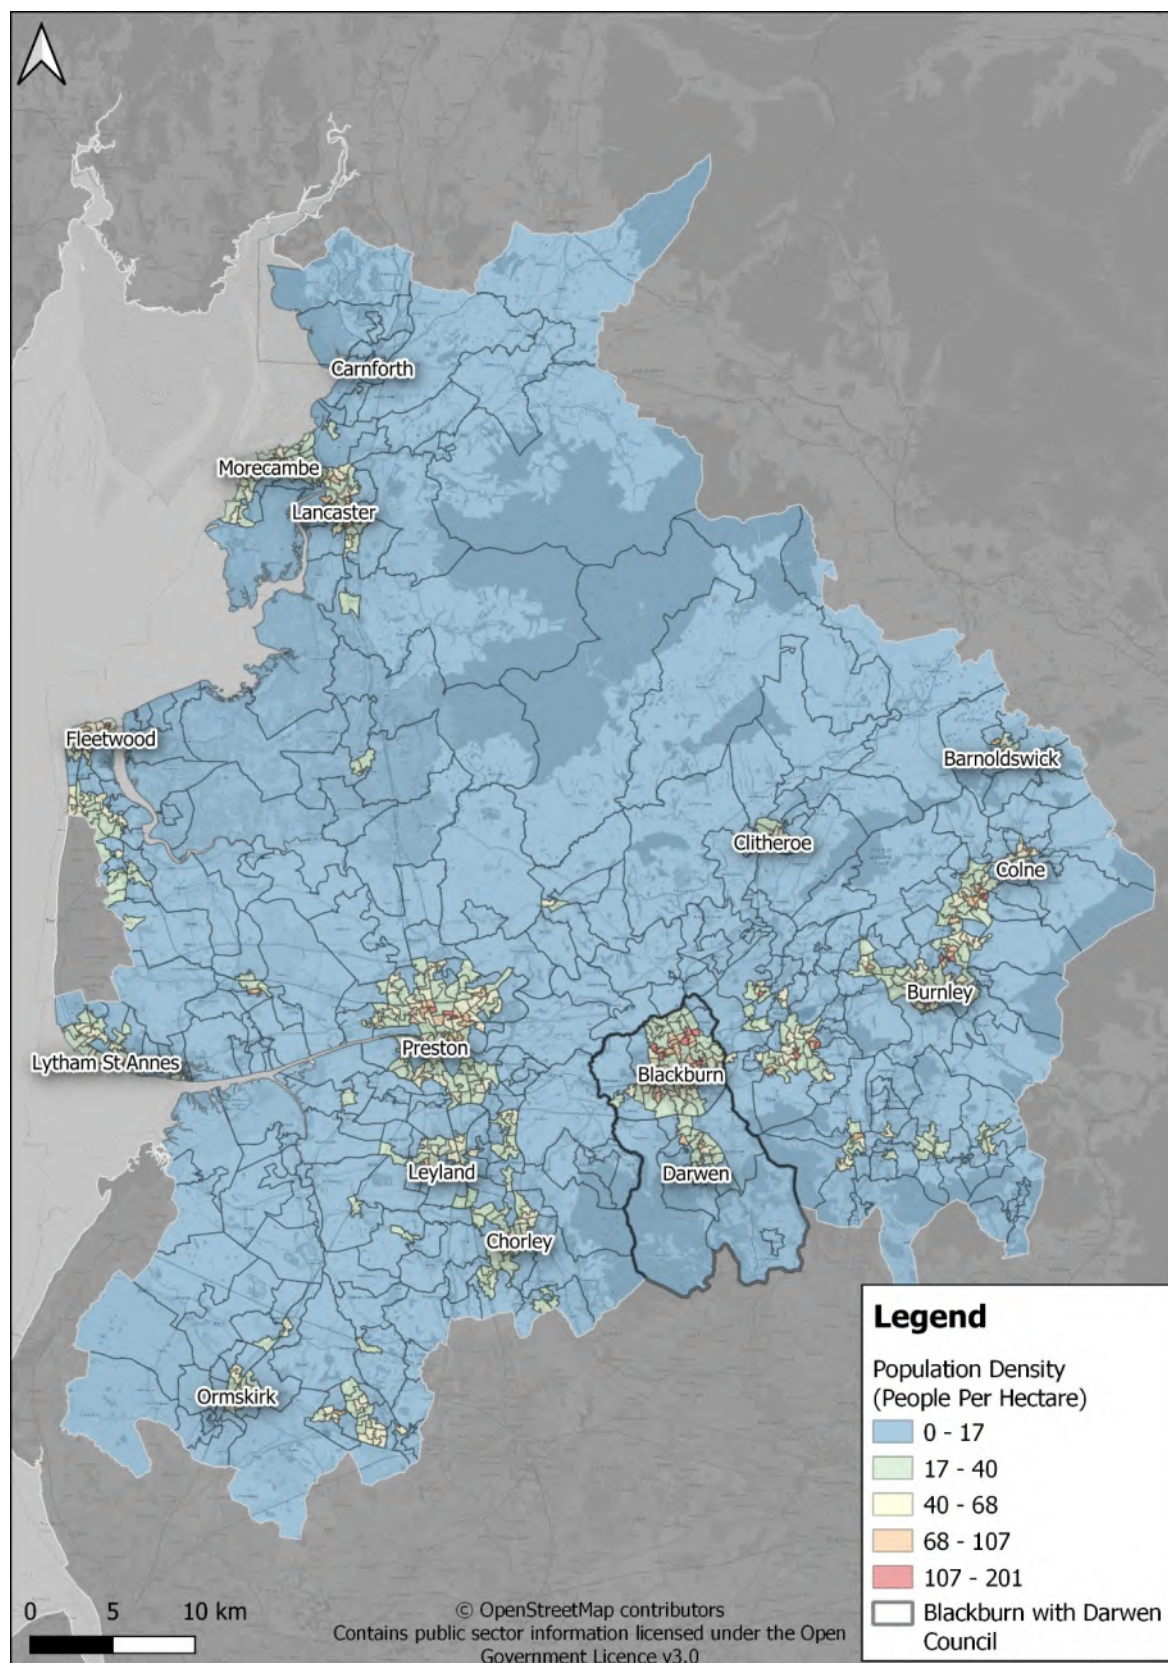 Carnforth
Morecambe
Lancaster
Fleetwood
Barnoldswick
Clitheroe
Colne
Burnley
Preston
Lytham St Annes
Blackburn
Leyland
Darwen
Chorley
Ormskirk
Legend
Population Density
(People Per Hectare)
0 - 17
17 - 40
40 - 68
68 - 107
107 - 201
Blackburn with Darwen
Council
0 5 10 km
© OpenStreetMap contributors
Contains public sector information licensed under the Open
Government Licence v3.0